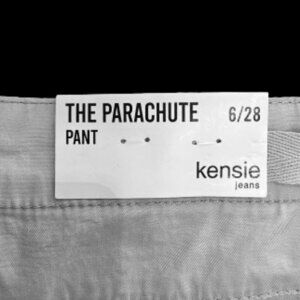 THE PARACHUTE 6/28
PANT
kensie
jeans